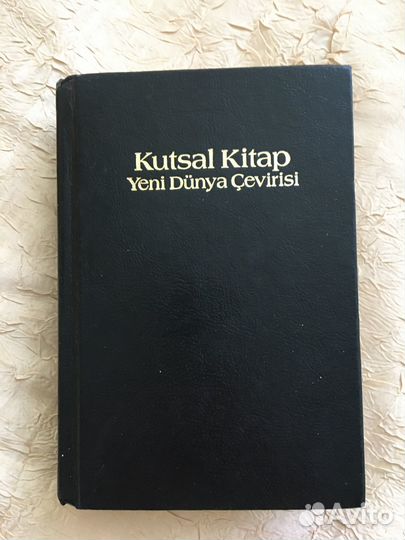 Kutsal Kitap
Yeni Dünya Çevirisi
Avito